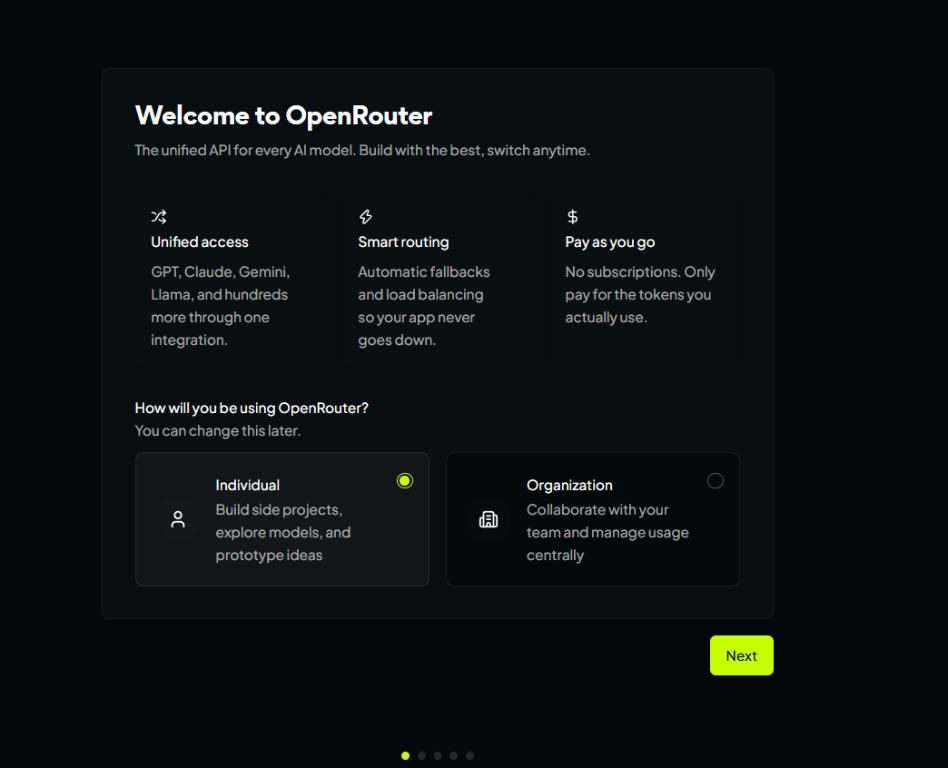 Welcome to OpenRouter
The unified API for every AI model. Build with the best, switch anytime.
Unified access
GPT, Claude, Gemini,
Llama, and hundreds
more through one
integration.
Smart routing
Automatic fallbacks
and load balancing
so your app never
goes down.
Pay as you go
No subscriptions. Only
pay for the tokens you
actually use.
How will you be using OpenRouter?
You can change this later.
Individual
Build side projects,
explore models, and
prototype ideas
Organization
Collaborate with your
team and manage usage
centrally
Next